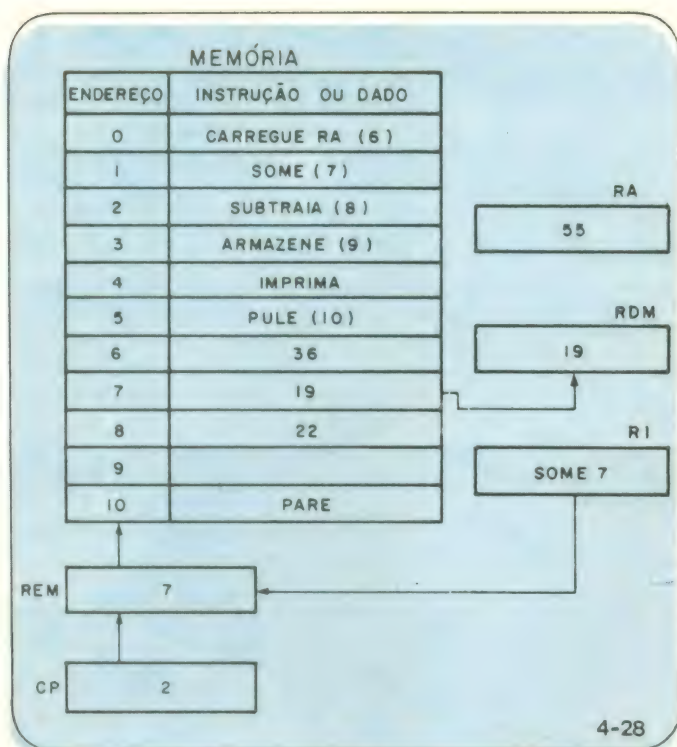 MEMÓRIA
ENDEREÇO INSTRUÇÃO OU DADO
0 CARREGUE RA (6)
1 SOME (7)
2 SUBTRAIA (8)
3 ARMAZENE (9)
4 IMPRIMA
5 PULE (10)
6 36
7 19
8 22
9
10 PARE
RA
55
RDM
19
RI
SOME 7
REM 7
CP 2
4-28